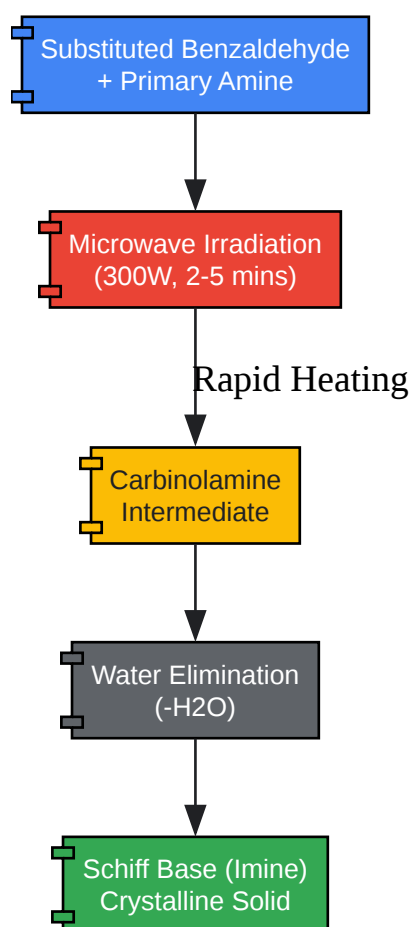 Substituted Benzaldehyde
+ Primary Amine
Microwave Irradiation
(300W, 2-5 mins)
Rapid Heating
Carbinolamine
Intermediate
Water Elimination
(-H2O)
Schiff Base (Imine)
Crystalline Solid